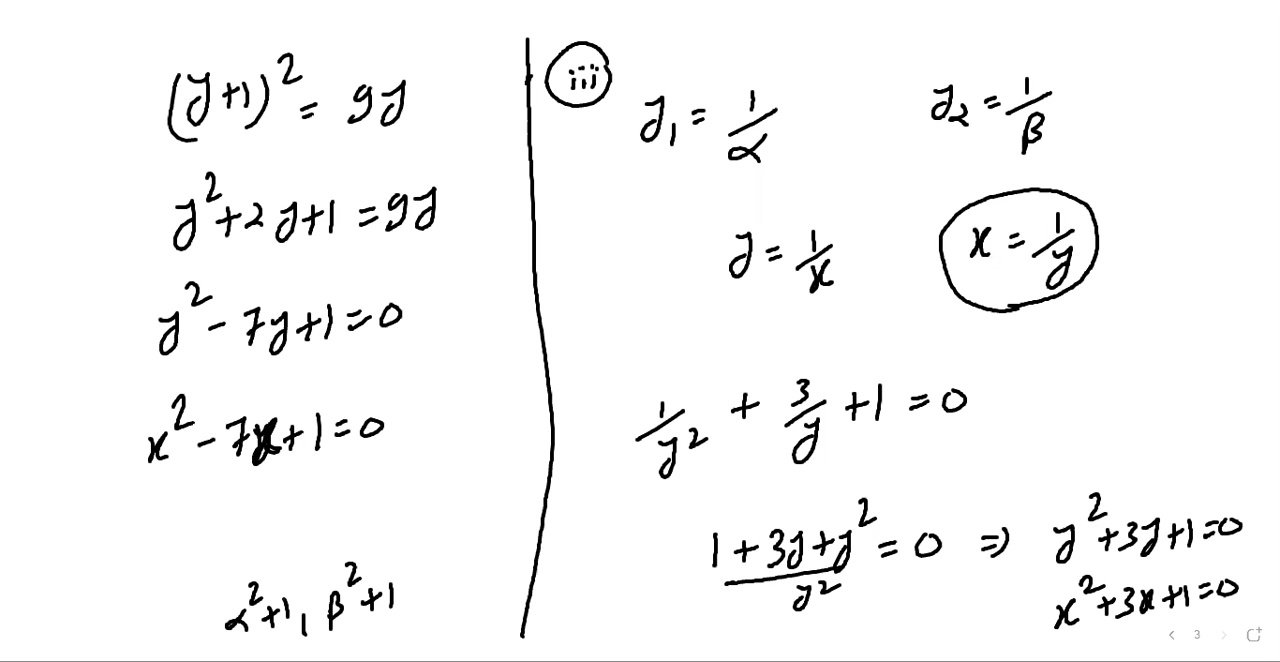 (y+1)² = 9y
y²+2y+1 = 9y
y²-7y+1=0
x²-7x+1=0
α²+1, β²+1
iii
y₁ = 1/α y₂ = 1/β
y = 1/x x = 1/y
1/y² + 3/y +1 = 0
(1+3y+y²)/y² = 0 ⇒ y²+3y+1=0
x²+3x+1=0
< 3 >